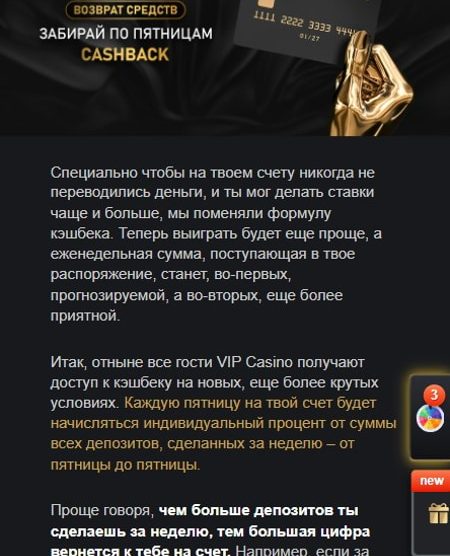 ВОЗВРАТ СРЕДСТВ
ЗАБИРАЙ ПО ПЯТНИЦАМ
CASHBACK
1111 2222 3333 444
01/27
Специально чтобы на твоем счету никогда не
переводились деньги, и ты мог делать ставки
чаще и больше, мы поменяли формулу
кэшбека. Теперь выиграть будет еще проще, а
еженедельная сумма, поступающая в твое
распоряжение, станет, во-первых,
прогнозируемой, а во-вторых, еще более
приятной.
Итак, отныне все гости VIP Casino получают
доступ к кэшбеку на новых, еще более крутых
условиях. Каждую пятницу на твой счет будет
начисляться индивидуальный процент от суммы
всех депозитов, сделанных за неделю – от
пятницы до пятницы.
3
new
Проще говоря, чем больше депозитов ты
сделаешь за неделю, тем большая цифра
вернется к тебе на счет. Например, если за